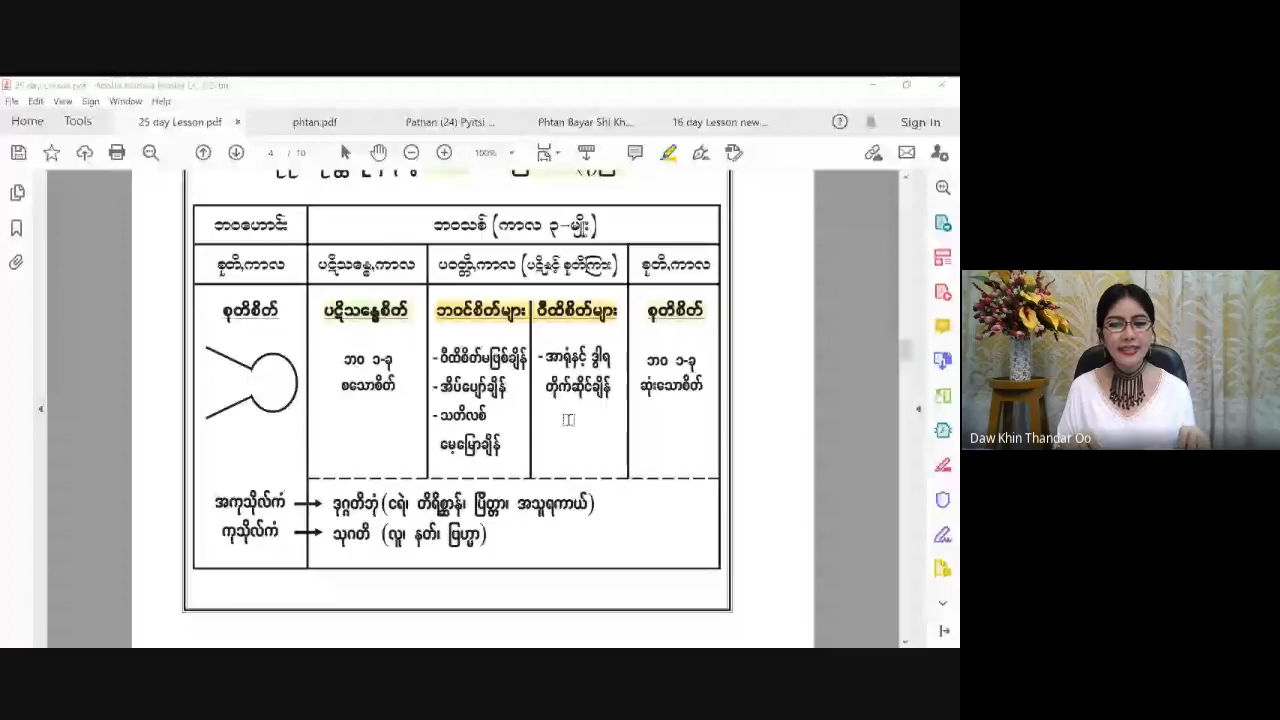 File Edit View Sign Window Help
Home Tools 25 day Lesson.pdf × phtan.pdf Pathan (24) Pyitsi ... Phtan Bayar Shi Kh... 16 day Lesson new... Sign In
4 / 10 100%
ဘဝဟောင်း ဘဝသစ် (ကာလ ၃-မျိုး)
စုတိ,ကာလ ပဋိသန္ဓေ,ကာလ ပဝတ္တိ,ကာလ (ပဋိနှင့် စုတိကြား) စုတိ,ကာလ
စုတိစိတ် ပဋိသန္ဓေစိတ် ဘဝင်စိတ်များ ဝီထိစိတ်များ စုတိစိတ်
ဘဝ ၁-ခု - ဝီထိစိတ်မဖြစ်ချိန် - အာရုံနှင့် ဒွါရ ဘဝ ၁-ခု
စသောစိတ် - အိပ်ပျော်ချိန် တိုက်ဆိုင်ချိန် ဆုံးသောစိတ်
- သတိလစ်
မေ့မြောချိန်
အကုသိုလ်ကံ → ဒုဂ္ဂတိဘုံ (ငရဲ၊ တိရိစ္ဆာန်၊ ပြိတ္တာ၊ အသူရကာယ်)
ကုသိုလ်ကံ → သုဂတိ (လူ၊ နတ်၊ ဗြဟ္မာ)
Daw Khin Thandar Oo